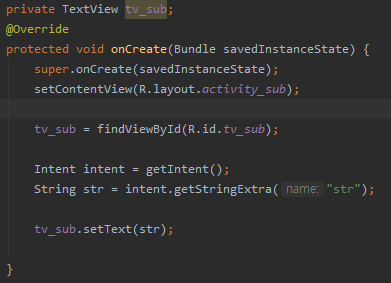 private TextView tv_sub;
@Override
protected void onCreate(Bundle savedInstanceState) {
super.onCreate(savedInstanceState);
setContentView(R.layout.activity_sub);
tv_sub = findViewById(R.id.tv_sub);
Intent intent = getIntent();
String str = intent.getStringExtra( name: "str");
tv_sub.setText(str);
}